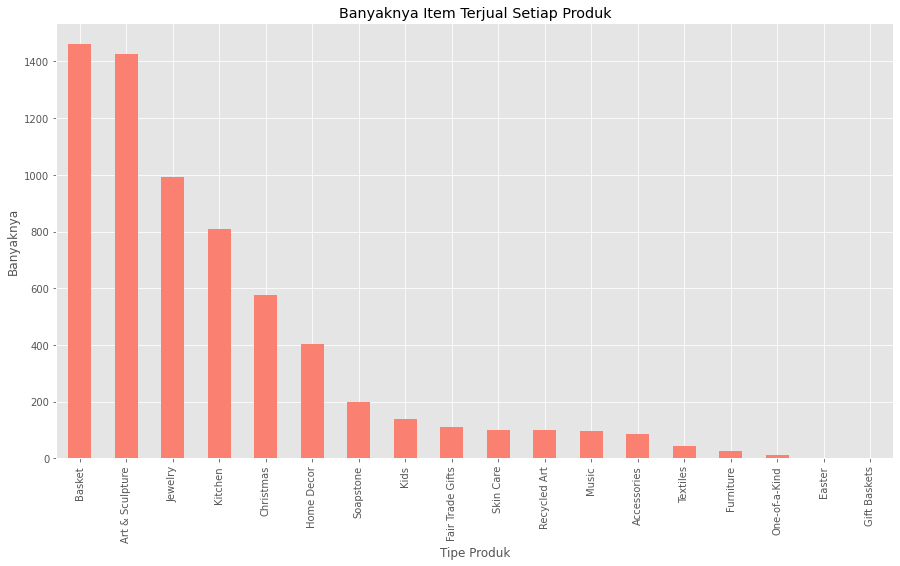 Banyaknya Item Terjual Setiap Produk
Banyaknya
1400
1200
1000
800
600
400
200
0
Basket
Art & Sculpture
Jewelry
Kitchen
Christmas
Home Decor
Soapstone
Kids
Fair Trade Gifts
Skin Care
Recycled Art
Music
Accessories
Textiles
Furniture
One-of-a-Kind
Easter
Gift Baskets
Tipe Produk